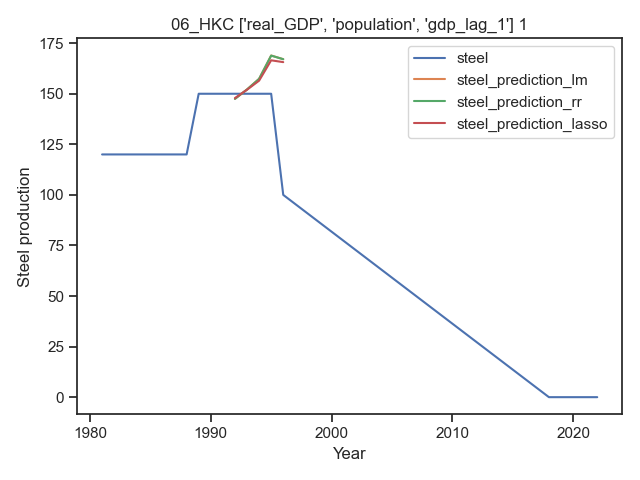 06_HKC ['real_GDP', 'population', 'gdp_lag_1'] 1
175
150
125
100
75
50
25
0
Steel production
steel
steel_prediction_lm
steel_prediction_rr
steel_prediction_lasso
1980
1990
2000
2010
2020
Year